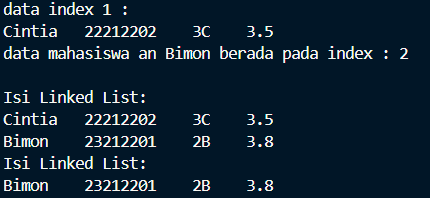 data index 1 :
Cintia   22212202    3C    3.5
data mahasiswa an Bimon berada pada index : 2

Isi Linked List:
Cintia   22212202    3C    3.5
Bimon    23212201    2B    3.8
Isi Linked List:
Bimon    23212201    2B    3.8